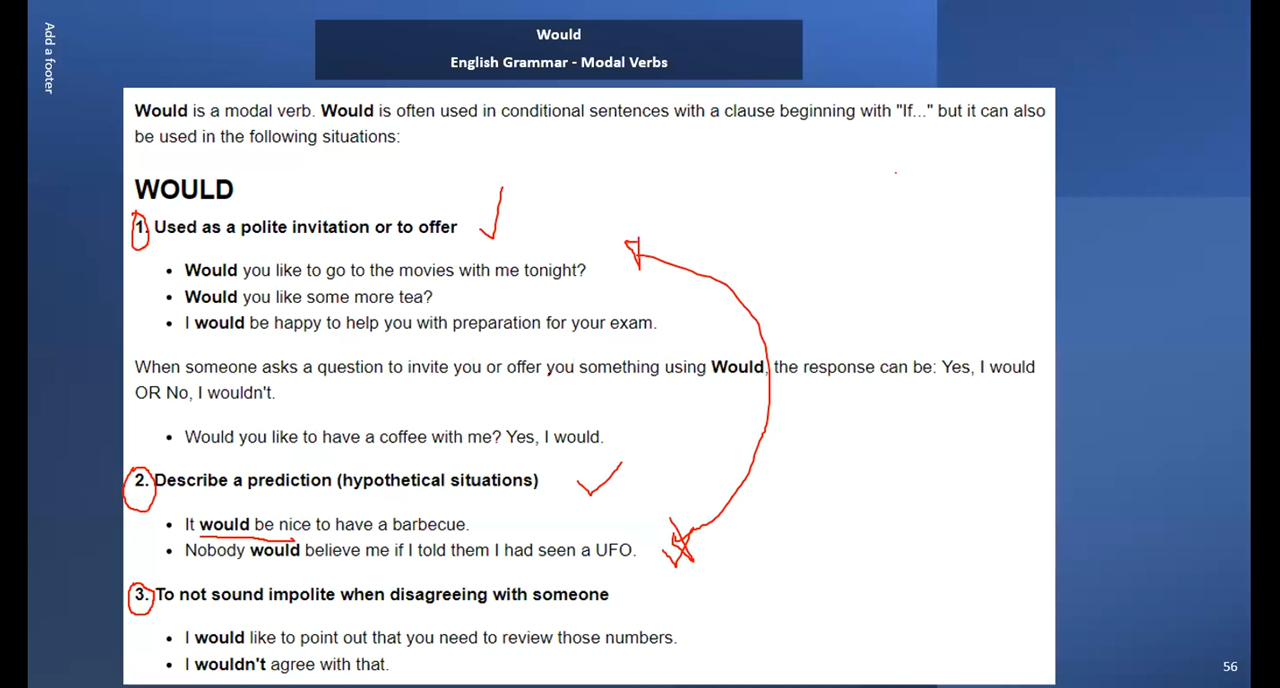 Add a footer
Would
English Grammar - Modal Verbs
Would is a modal verb. Would is often used in conditional sentences with a clause beginning with "If..." but it can also
be used in the following situations:
WOULD
1. Used as a polite invitation or to offer
• Would you like to go to the movies with me tonight?
• Would you like some more tea?
• I would be happy to help you with preparation for your exam.
When someone asks a question to invite you or offer you something using Would, the response can be: Yes, I would
OR No, I wouldn't.
• Would you like to have a coffee with me? Yes, I would.
2. Describe a prediction (hypothetical situations)
• It would be nice to have a barbecue.
• Nobody would believe me if I told them I had seen a UFO.
3. To not sound impolite when disagreeing with someone
• I would like to point out that you need to review those numbers.
• I wouldn't agree with that.
56